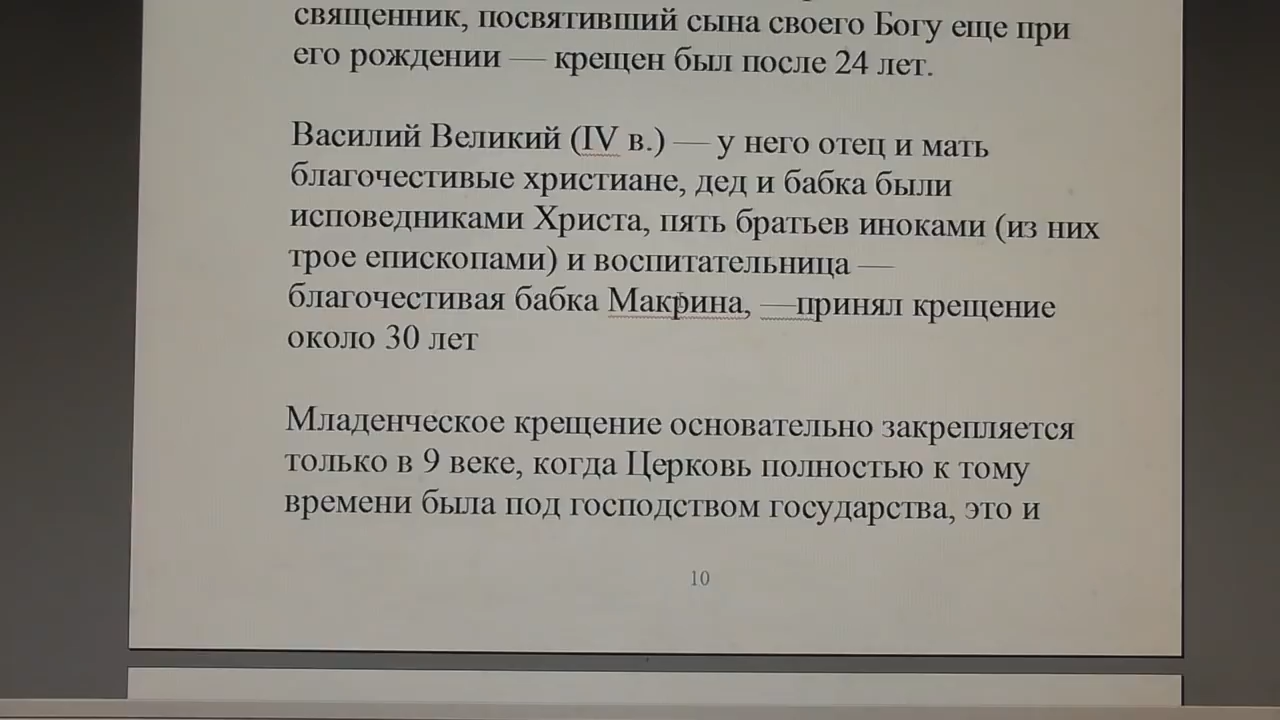 священник, посвятивший сына своего Богу еще при
его рождении — крещен был после 24 лет.
Василий Великий (IV в.) — у него отец и мать
благочестивые христиане, дед и бабка были
исповедниками Христа, пять братьев иноками (из них
трое епископами) и воспитательница —
благочестивая бабка Макрина, —принял крещение
около 30 лет
Младенческое крещение основательно закрепляется
только в 9 веке, когда Церковь полностью к тому
времени была под господством государства, это и
10